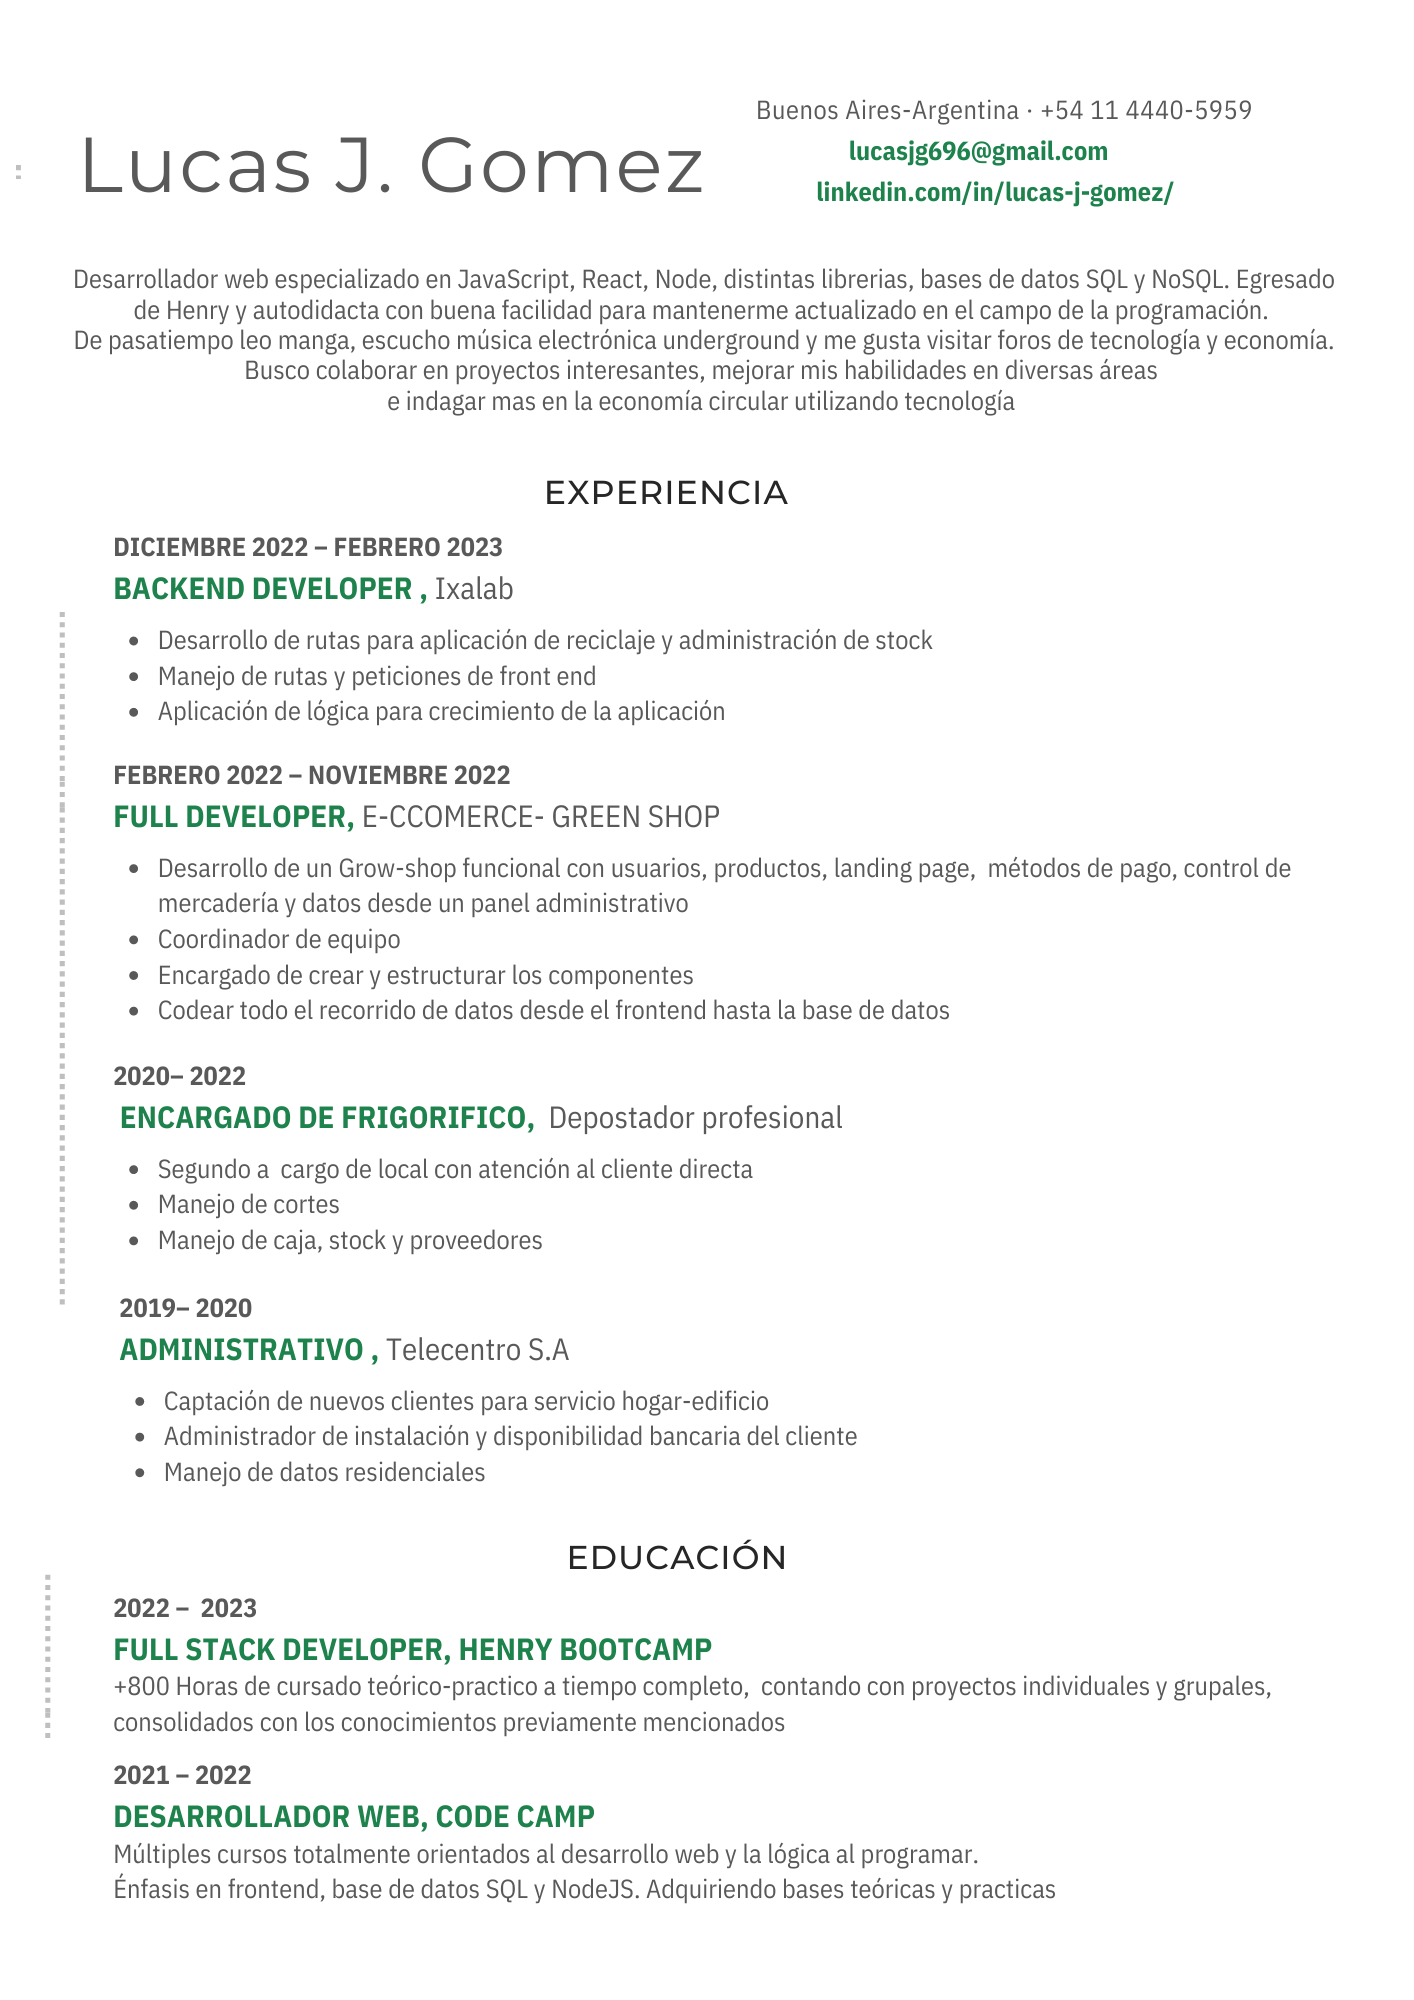 Lucas J. Gomez
Buenos Aires-Argentina · +54 11 4440-5959
lucasjg696@gmail.com
linkedin.com/in/lucas-j-gomez/
Desarrollador web especializado en JavaScript, React, Node, distintas librerias, bases de datos SQL y NoSQL. Egresado
de Henry y autodidacta con buena facilidad para mantenerme actualizado en el campo de la programación.
De pasatiempo leo manga, escucho música electrónica underground y me gusta visitar foros de tecnología y economía.
Busco colaborar en proyectos interesantes, mejorar mis habilidades en diversas áreas
e indagar mas en la economía circular utilizando tecnología
EXPERIENCIA
DICIEMBRE 2022 – FEBRERO 2023
BACKEND DEVELOPER , Ixalab
• Desarrollo de rutas para aplicación de reciclaje y administración de stock
• Manejo de rutas y peticiones de front end
• Aplicación de lógica para crecimiento de la aplicación
FEBRERO 2022 – NOVIEMBRE 2022
FULL DEVELOPER, E-CCOMERCE- GREEN SHOP
• Desarrollo de un Grow-shop funcional con usuarios, productos, landing page, métodos de pago, control de
mercadería y datos desde un panel administrativo
• Coordinador de equipo
• Encargado de crear y estructurar los componentes
• Codear todo el recorrido de datos desde el frontend hasta la base de datos
2020– 2022
ENCARGADO DE FRIGORIFICO, Depostador profesional
• Segundo a cargo de local con atención al cliente directa
• Manejo de cortes
• Manejo de caja, stock y proveedores
2019– 2020
ADMINISTRATIVO , Telecentro S.A
• Captación de nuevos clientes para servicio hogar-edificio
• Administrador de instalación y disponibilidad bancaria del cliente
• Manejo de datos residenciales
EDUCACIÓN
2022 – 2023
FULL STACK DEVELOPER, HENRY BOOTCAMP
+800 Horas de cursado teórico-practico a tiempo completo, contando con proyectos individuales y grupales,
consolidados con los conocimientos previamente mencionados
2021 – 2022
DESARROLLADOR WEB, CODE CAMP
Múltiples cursos totalmente orientados al desarrollo web y la lógica al programar.
Énfasis en frontend, base de datos SQL y NodeJS. Adquiriendo bases teóricas y practicas